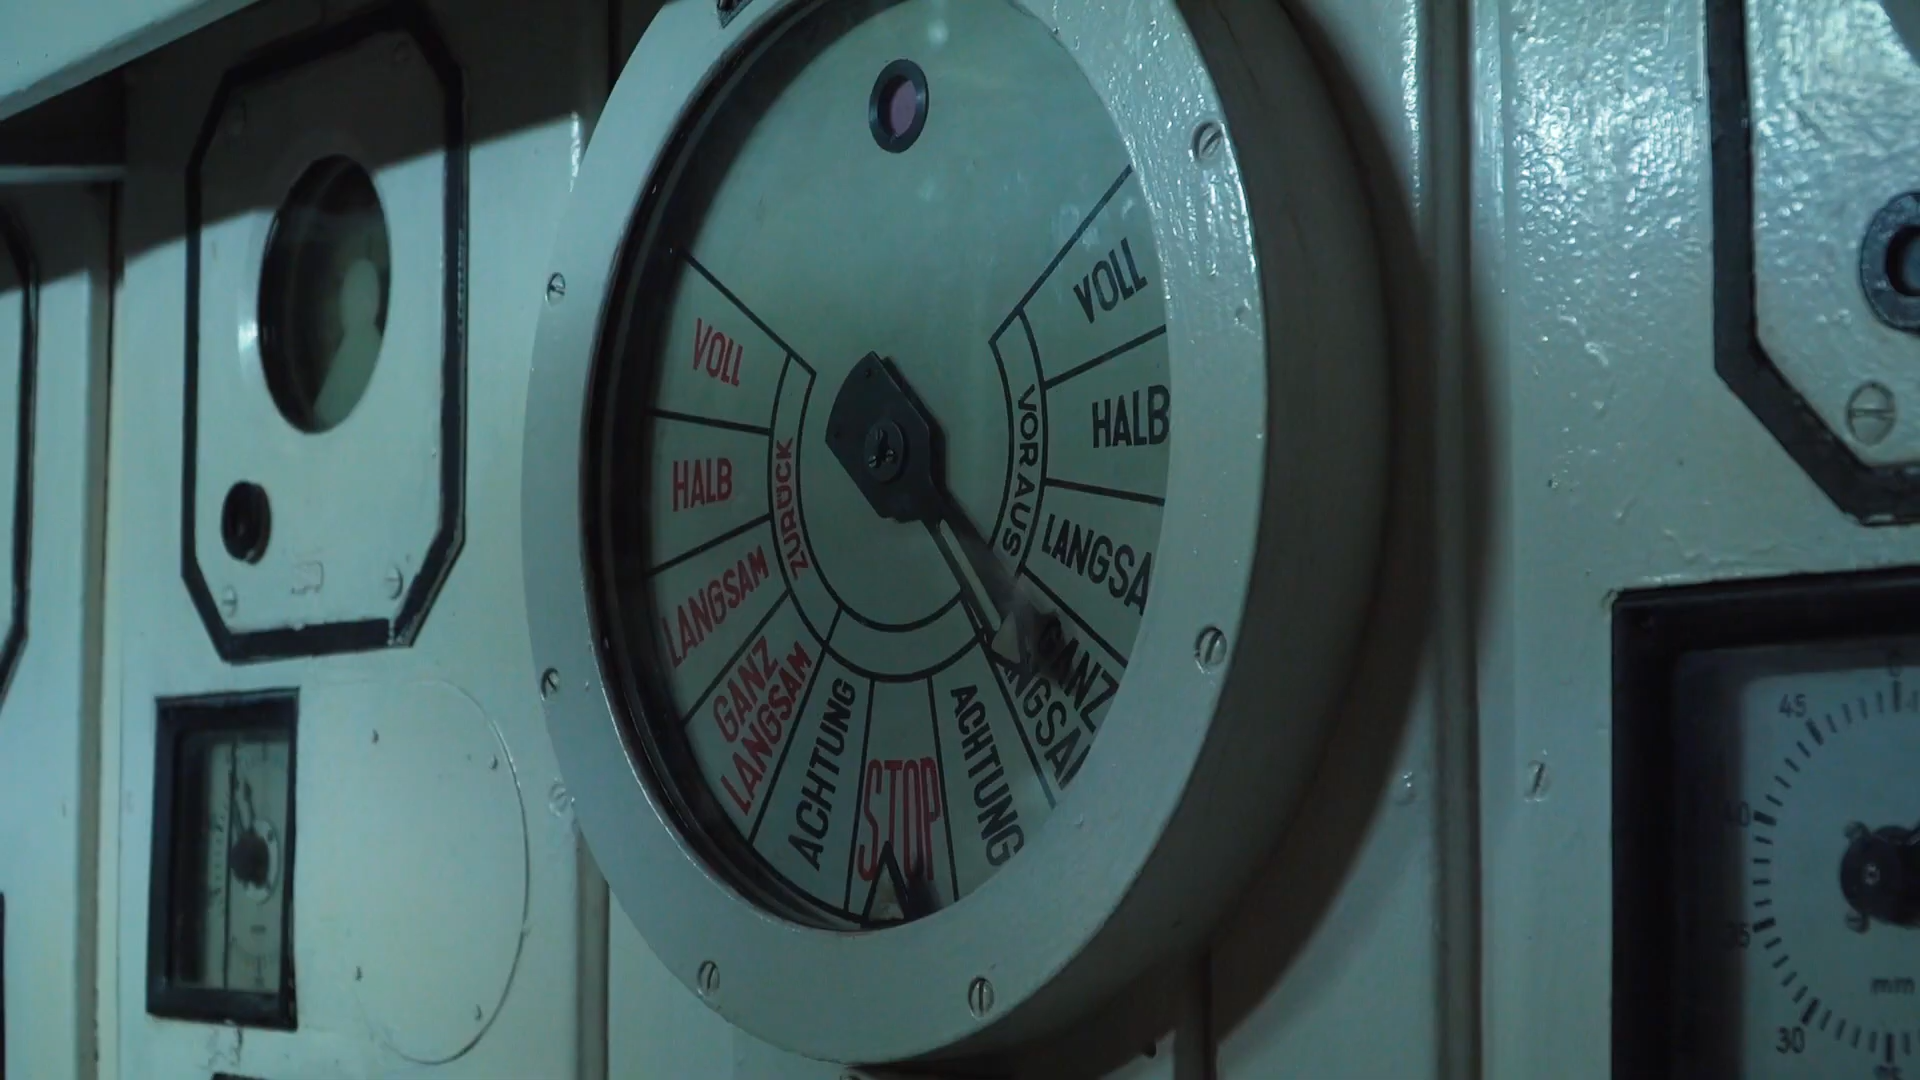 VOLL
HALB
LANGSAM
GANZ
LANGSAM
ZURÜCK
ACHTUNG
STOP
ACHTUNG
GANZ
NGSA
LANGSA
HALB
VOLL
VORAUS
45
40
35
30
mm